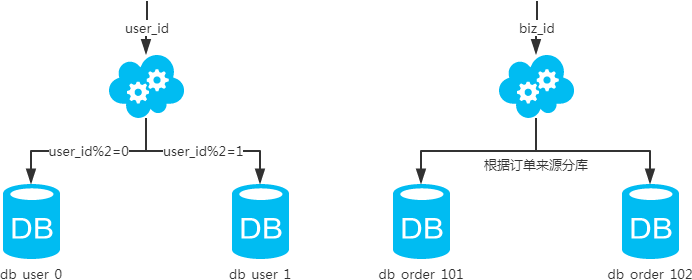 user_id
biz_id
user_id%2=0
user_id%2=1
根据订单来源分库
DB
DB
DB
DB
db_user_0
db_user_1
db_order_101
db_order_102